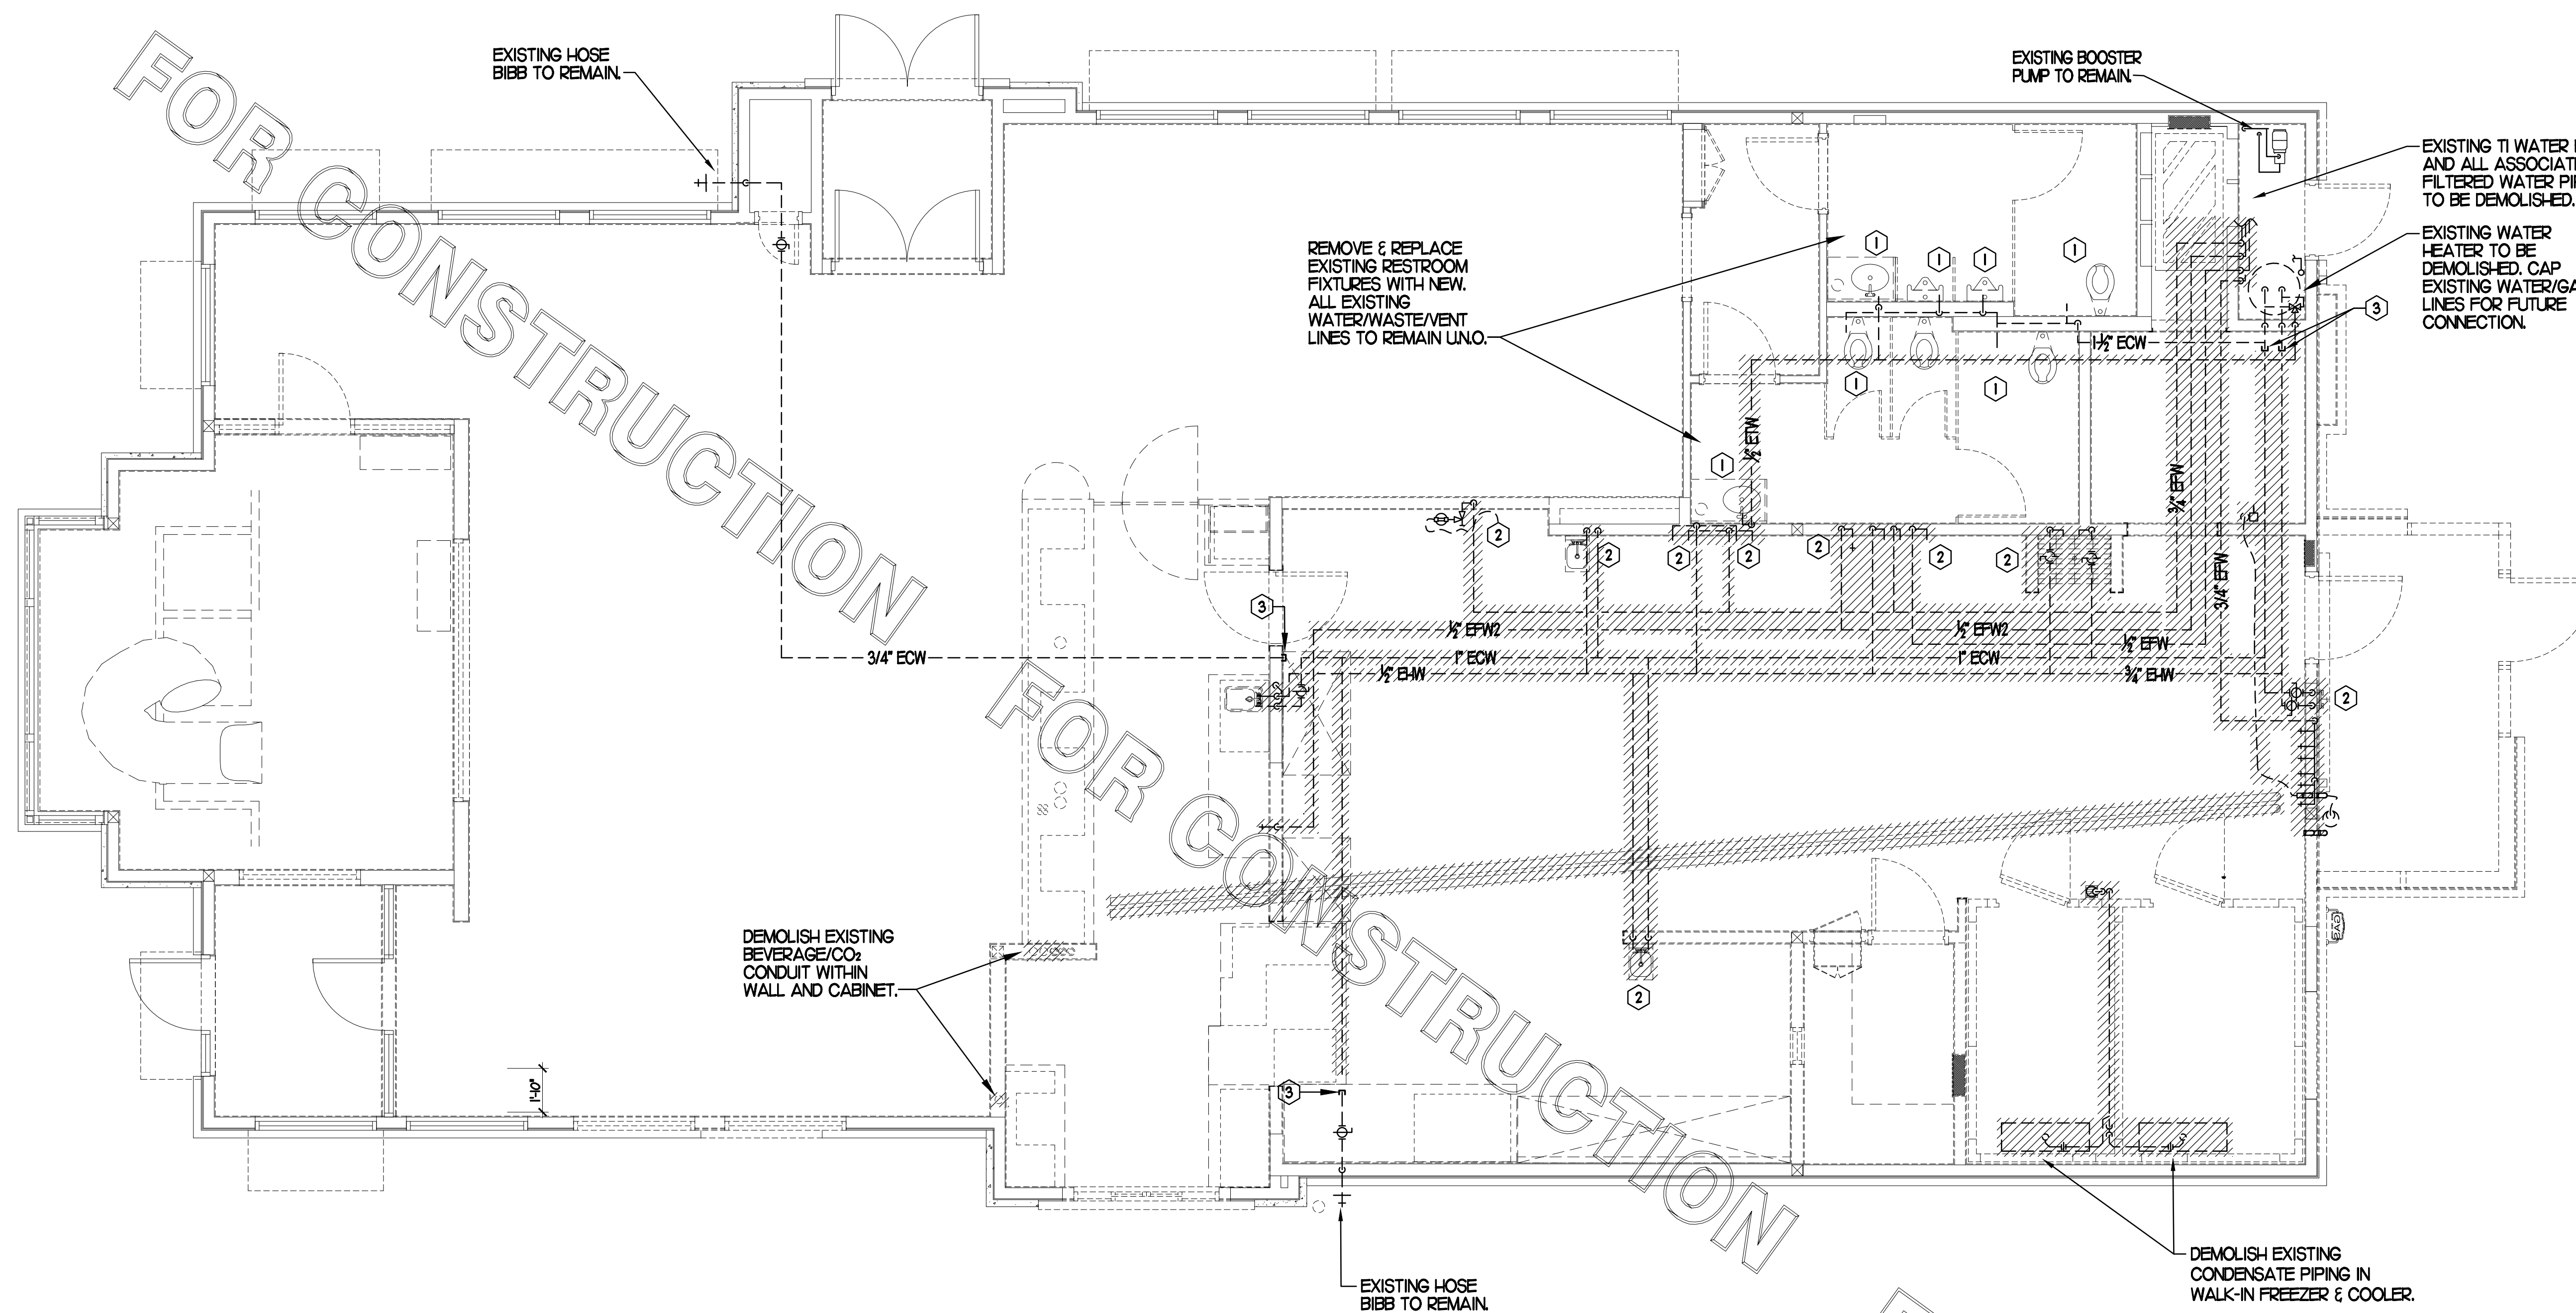 EXISTING HOSE
BIBB TO REMAIN.
EXISTING BOOSTER
PUMP TO REMAIN.
EXISTING TI WATER
AND ALL
FILTERED WATER
TO BE DEMOLISHED.
EXISTING WATER
HEATER TO BE
DEMOLISHED. CAP
EXISTING
LINES FOR FUTURE
CONNECTION.
3
REMOVE & REPLACE
EXISTING RESTROOM
FIXTURES WITH NEW.
ALL EXISTING
WATER/WASTE/VENT
LINES TO REMAIN U.N.O.
1
1
1
1
1
1
1
1-1/2" ECW
1/2" ETW
3/4" EFW
3/4" EFW
2
2
2
2
2
2
2
3
1/2" EFW2
1/2" EFW2
1/2" EFW
3/4" ECW
1" ECW
1" ECW
1/2" EHW
3/4" EHW
2
2
GAS
DEMOLISH EXISTING
BEVERAGE/CO2
CONDUIT WITHIN
WALL AND CABINET.
1'-10"
3
EXISTING HOSE
BIBB TO REMAIN.
DEMOLISH EXISTING
CONDENSATE PIPING IN
WALK-IN FREEZER & COOLER.
FOR CONSTRUCTION
FOR CONSTRUCTION